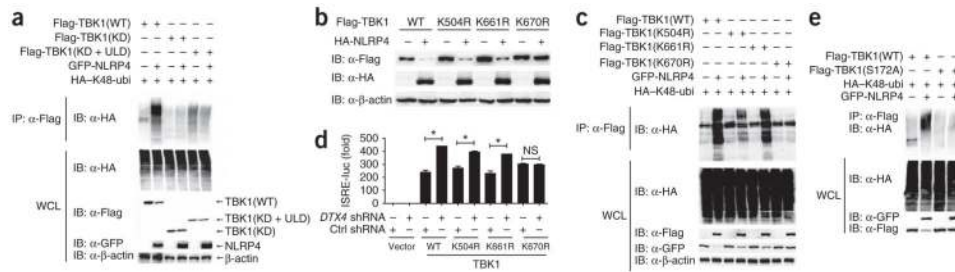 a
Flag-TBK1(WT) + + − − − −
Flag-TBK1(KD) − − + + − −
Flag-TBK1(KD + ULD) − − − − + +
GFP-NLRP4 − + − + − +
HA–K48-ubi + + + + + +
IP: α-Flag
IB: α-HA
WCL
IB: α-HA
IB: α-Flag
TBK1(WT)
TBK1(KD + ULD)
TBK1(KD)
IB: α-GFP
NLRP4
IB: α-β-actin
β-actin
b
Flag-TBK1 WT K504R K661R K670R
HA-NLRP4 − + − + − + − +
IB: α-Flag
IB: α-HA
IB: α-β-actin
d
ISRE-luc (fold)
500
400
300
200
100
0
* * * NS
DTX4 shRNA − + − + − + − + − +
Ctrl shRNA + − + − + − + − + −
Vector WT K504R K661R K670R
TBK1
c
Flag-TBK1(WT) + + − − − − − −
Flag-TBK1(K504R) − − + + − − − −
Flag-TBK1(K661R) − − − − + + − −
Flag-TBK1(K670R) − − − − − − + +
GFP-NLRP4 − + − + − + − +
HA–K48-ubi + + + + + + + +
IP: α-Flag
IB: α-HA
WCL
IB: α-HA
IB: α-Flag
IB: α-GFP
IB: α-β-actin
e
Flag-TBK1(WT) + + − −
Flag-TBK1(S172A) − − + +
HA–K48-ubi + + + +
GFP-NLRP4 − + − +
IP: α-Flag
IB: α-HA
WCL
IB: α-HA
IB: α-GFP
IB: α-Flag